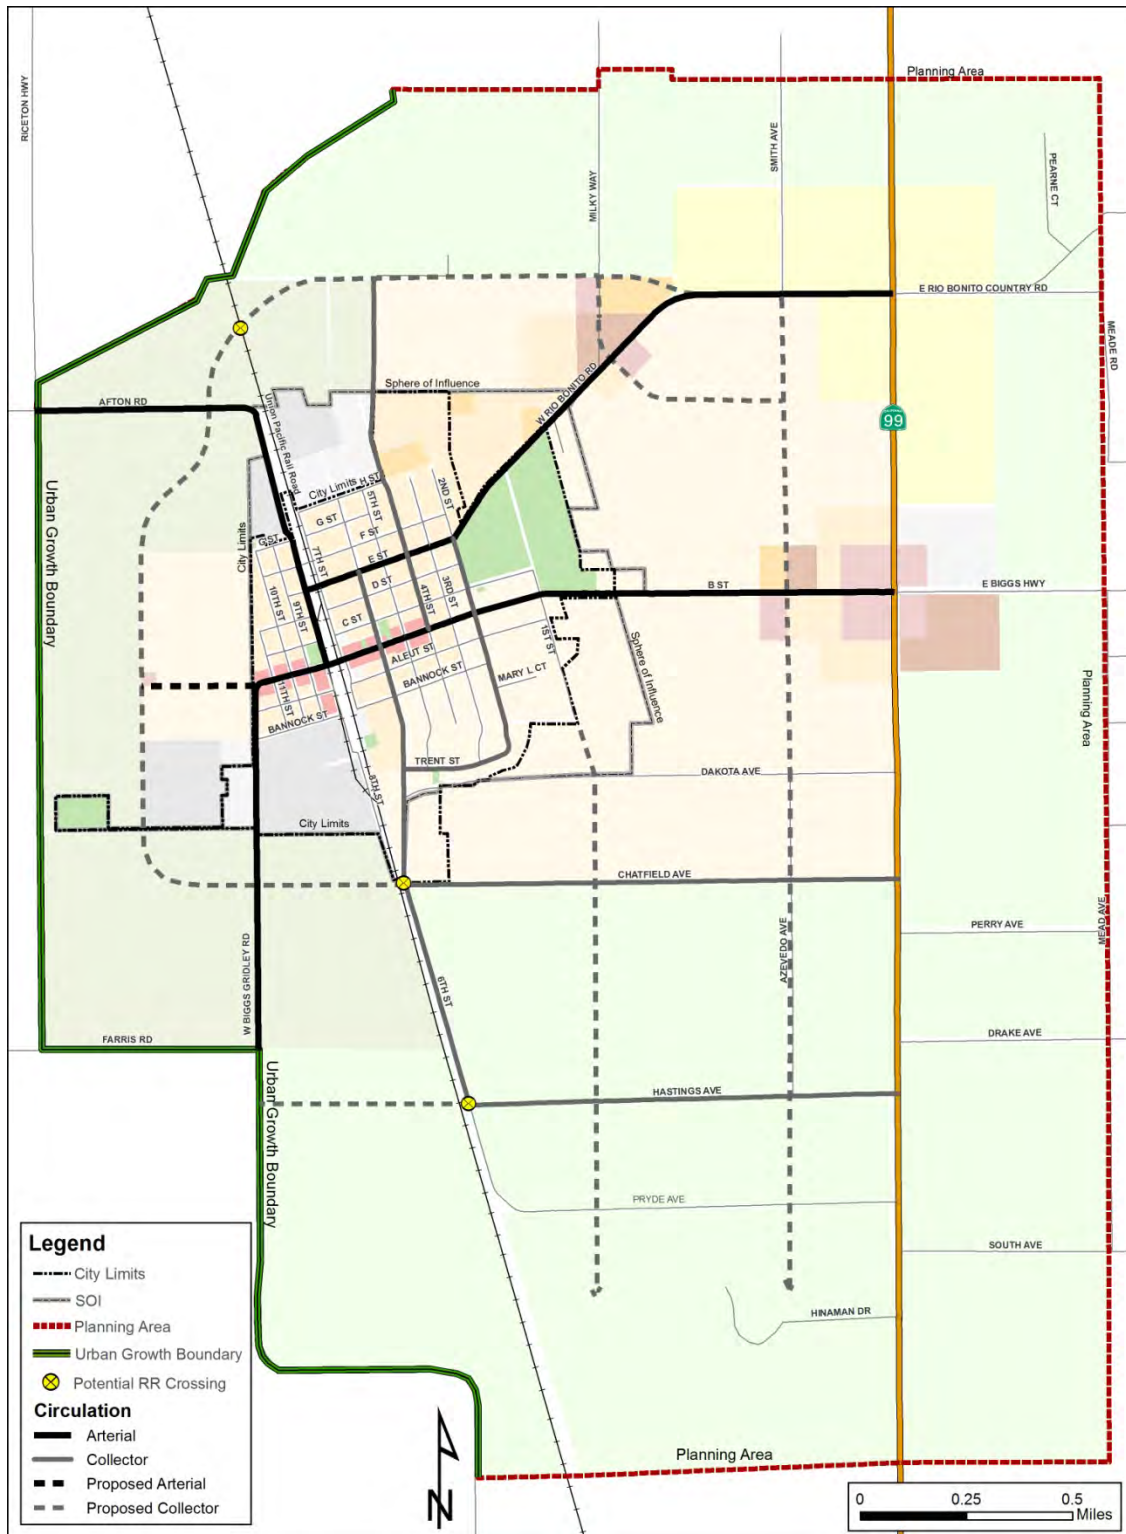 Planning Area
RICETON HWY
SMITH AVE
PEARNE CT
MILKY WAY
E RIO BONITO COUNTRY RD
MEADE RD
Sphere of Influence
W RIO BONITO RD
AFTON RD
99
Union Pacific Rail Road
Urban Growth Boundary
City Limits
City Limits
H ST
5TH ST
2ND ST
G ST
F ST
G ST
E ST
7TH ST
D ST
10TH ST
9TH ST
4TH ST
3RD ST
C ST
B ST
E BIGGS HWY
ALEUT ST
1ST ST
BANNOCK ST
MARY L CT
Sphere of Influence
11TH ST
BANNOCK ST
Planning Area
TRENT ST
DAKOTA AVE
8TH ST
City Limits
CHATFIELD AVE
PERRY AVE
MEAD AVE
AZEVEDO AVE
W BIGGS GRIDLEY RD
6TH ST
FARRIS RD
DRAKE AVE
HASTINGS AVE
Urban Growth Boundary
PRYDE AVE
SOUTH AVE
HINAMAN DR
Legend
City Limits
SOI
Planning Area
Urban Growth Boundary
Potential RR Crossing
Circulation
Arterial
Collector
Proposed Arterial
Proposed Collector
N
Planning Area
0 0.25 0.5
Miles